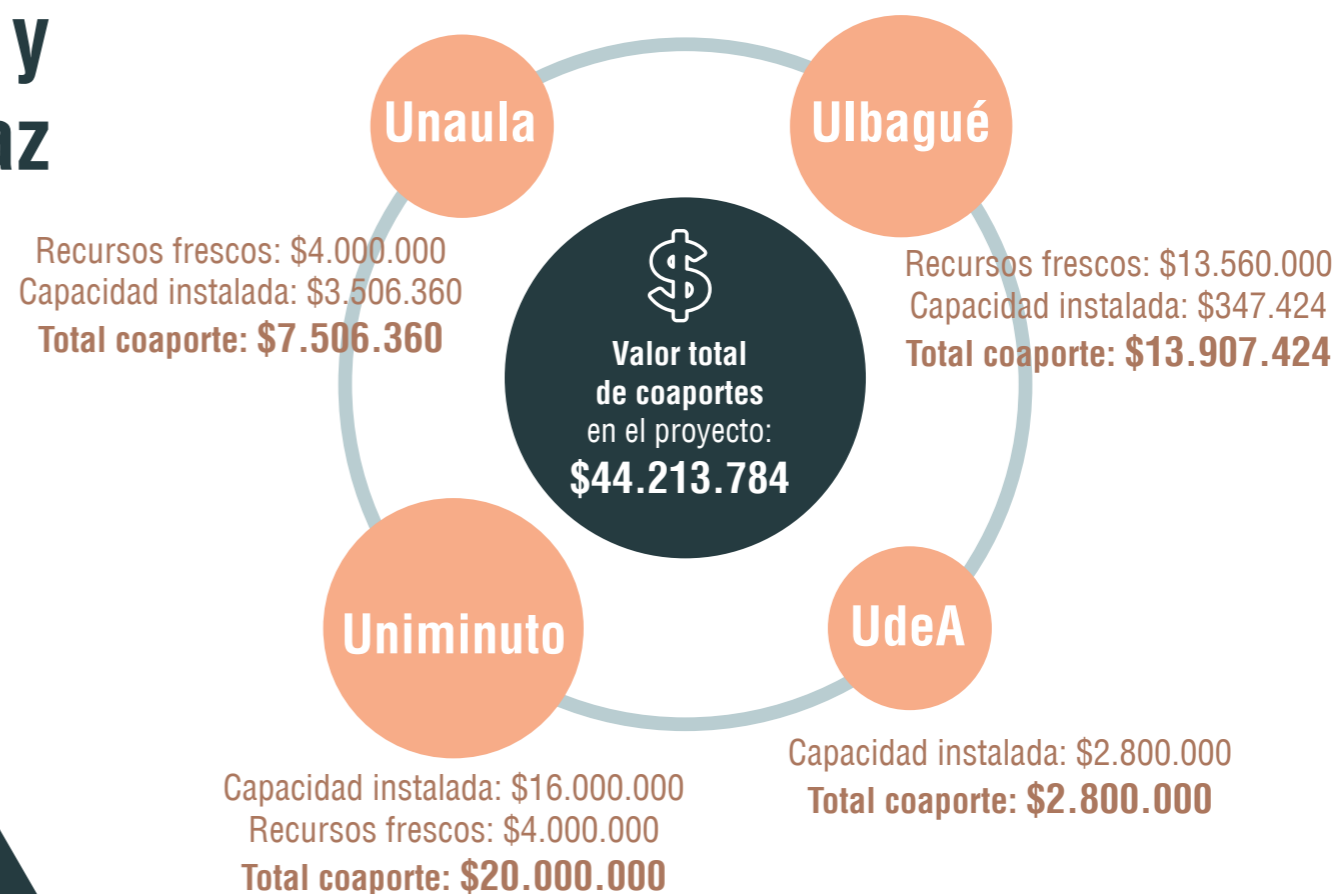 y
az
Unaula
Recursos frescos: $4.000.000
Capacidad instalada: $3.506.360
Total coaporte: $7.506.360
UIbagué
Recursos frescos: $13.560.000
Capacidad instalada: $347.424
Total coaporte: $13.907.424
$
Valor total
de coaportes
en el proyecto:
$44.213.784
Uniminuto
Capacidad instalada: $16.000.000
Recursos frescos: $4.000.000
Total coaporte: $20.000.000
UdeA
Capacidad instalada: $2.800.000
Total coaporte: $2.800.000